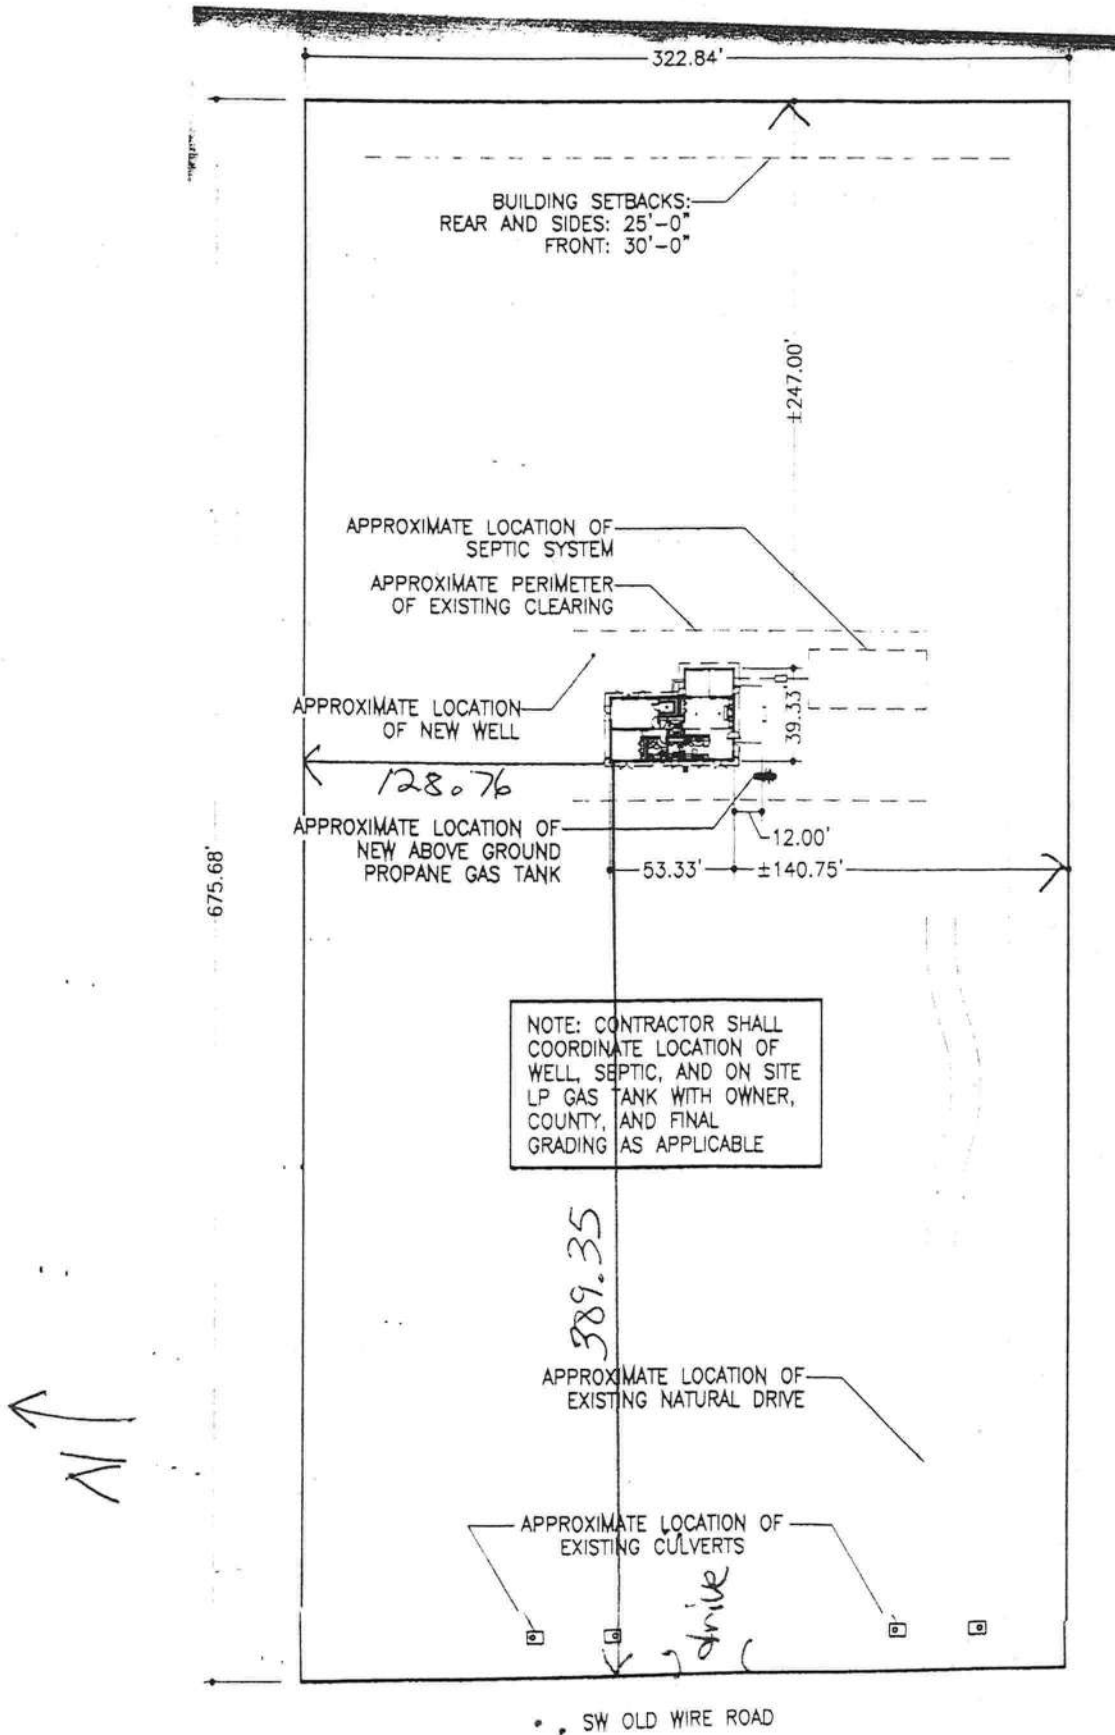 322.84'
BUILDING SETBACKS:
REAR AND SIDES: 25'-0"
FRONT: 30'-0"
±247.00'
APPROXIMATE LOCATION OF
SEPTIC SYSTEM
APPROXIMATE PERIMETER
OF EXISTING CLEARING
APPROXIMATE LOCATION
OF NEW WELL
39.33'
128.76
APPROXIMATE LOCATION OF
NEW ABOVE GROUND
PROPANE GAS TANK
12.00'
53.33'
±140.75'
675.68'
NOTE: CONTRACTOR SHALL
COORDINATE LOCATION OF
WELL, SEPTIC, AND ON SITE
LP GAS TANK WITH OWNER,
COUNTY, AND FINAL
GRADING AS APPLICABLE
389.35
APPROXIMATE LOCATION OF
EXISTING NATURAL DRIVE
N
APPROXIMATE LOCATION OF
EXISTING CULVERTS
drive
SW OLD WIRE ROAD